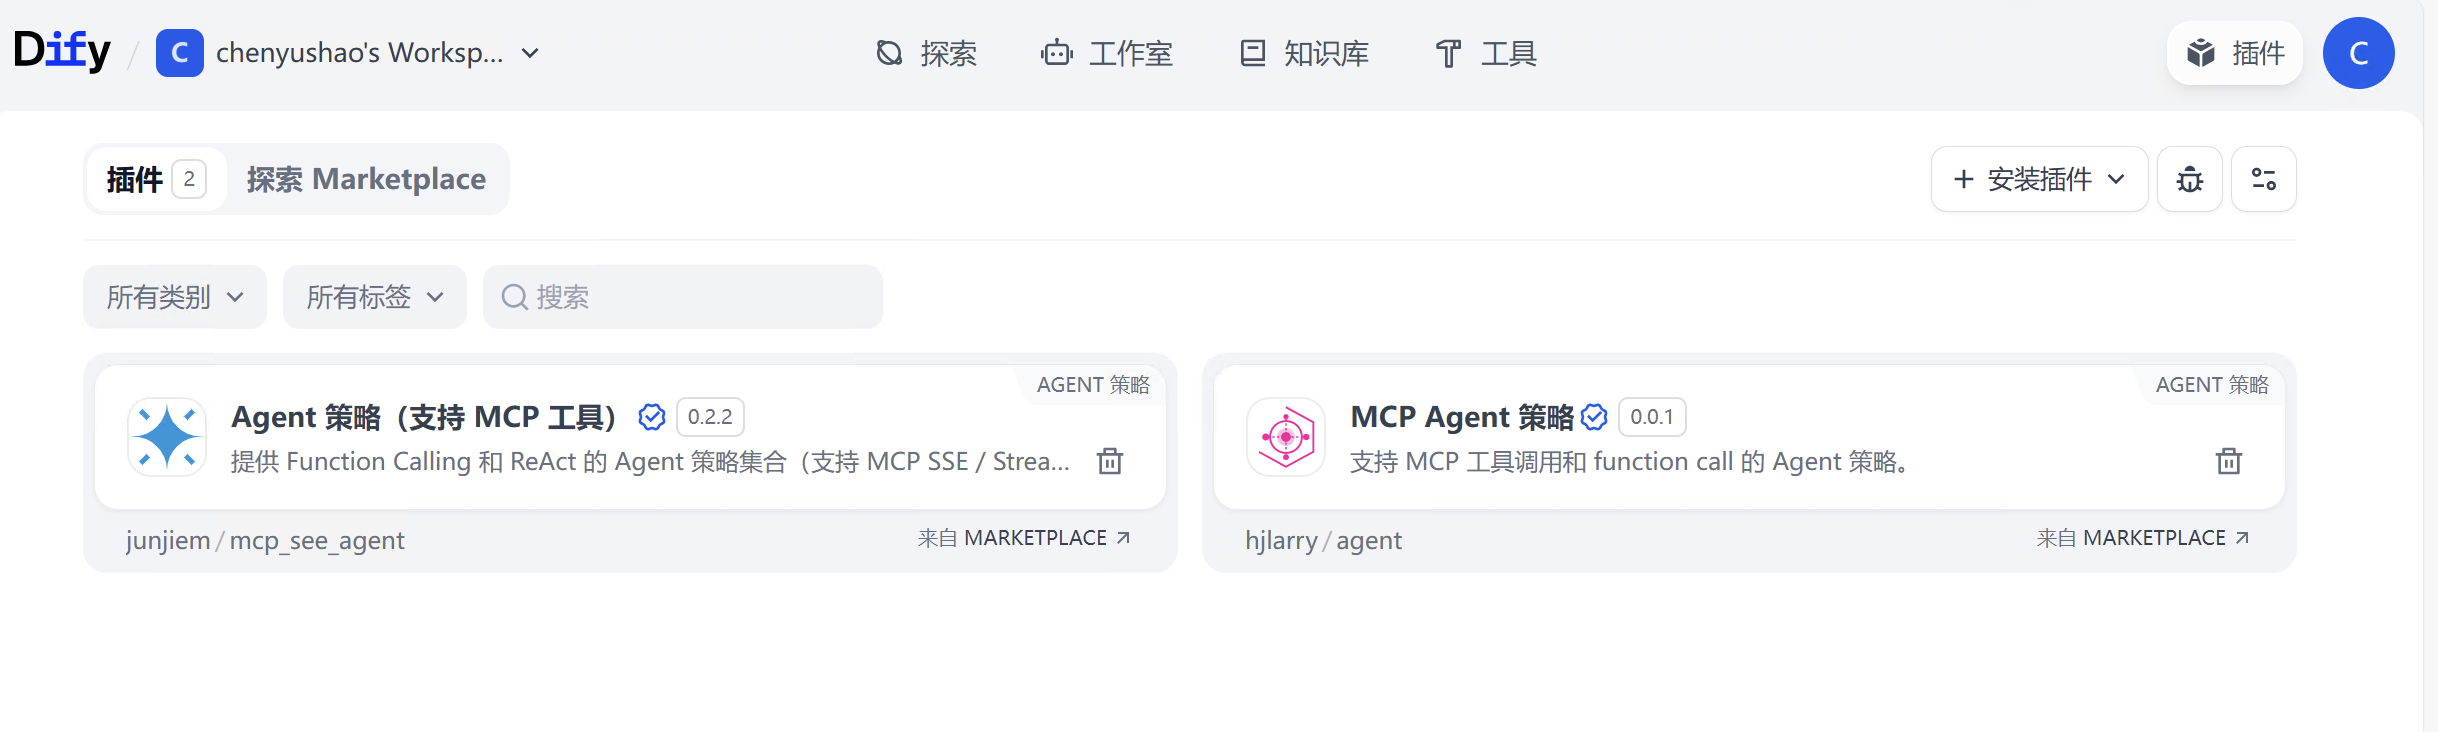 Dify / C chenyushao's Worksp... 探索 工作室 知识库 工具 插件 C
插件 2 探索 Marketplace 安装插件
所有类别 所有标签 搜索
AGENT 策略
Agent 策略（支持 MCP 工具） 0.2.2
提供 Function Calling 和 ReAct 的 Agent 策略集合（支持 MCP SSE / Strea...
junjiem / mcp_see_agent 来自 MARKETPLACE
AGENT 策略
MCP Agent 策略 0.0.1
支持 MCP 工具调用和 function call 的 Agent 策略。
hjlarry / agent 来自 MARKETPLACE